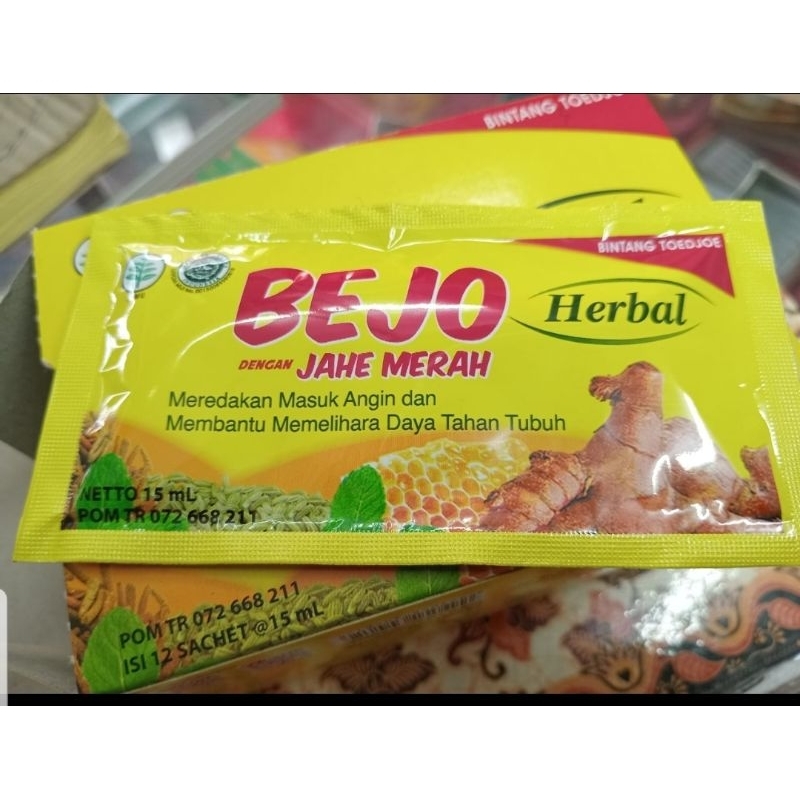 BINTANG TOEDJOE
BINTANG TOEDJOE
BEJO
Herbal
DENGAN JAHE MERAH
Meredakan Masuk Angin dan
Membantu Memelihara Daya Tahan Tubuh
NETTO 15 mL
POM TR 072 668 211
POM TR 072 668 211
ISI 12 SACHET @15 mL